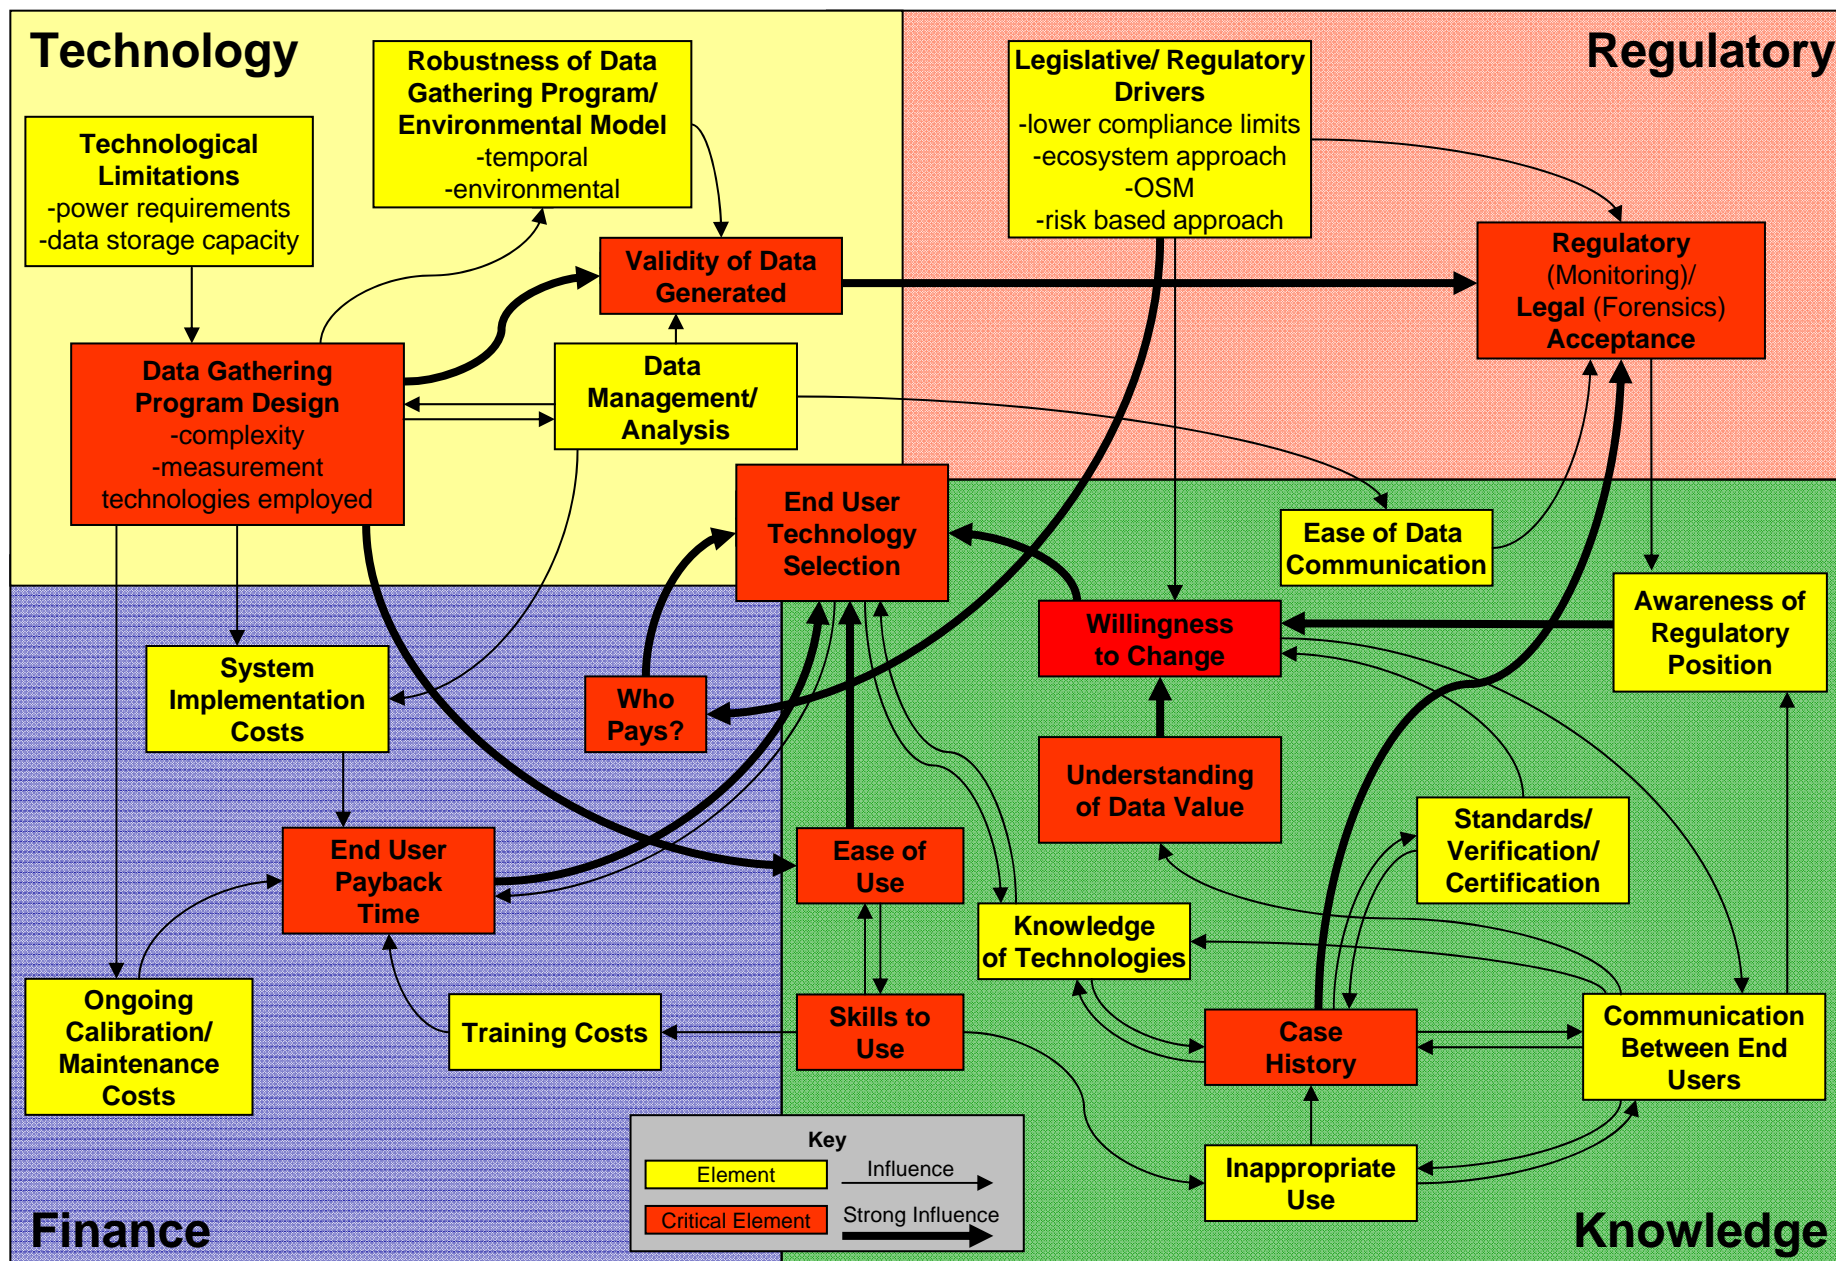 Technology
Regulatory
Robustness of Data
Gathering Program/
Environmental Model
-temporal
-environmental
Legislative/ Regulatory
Drivers
-lower compliance limits
-ecosystem approach
-OSM
-risk based approach
Technological
Limitations
-power requirements
-data storage capacity
Validity of Data
Generated
Regulatory
(Monitoring)/
Legal (Forensics)
Acceptance
Data Gathering
Program Design
-complexity
-measurement
technologies employed
Data
Management/
Analysis
End User
Technology
Selection
Ease of Data
Communication
Willingness
to Change
Awareness of
Regulatory
Position
System
Implementation
Costs
Who
Pays?
Understanding
of Data Value
Standards/
Verification/
Certification
End User
Payback
Time
Ease of
Use
Knowledge
of Technologies
Ongoing
Calibration/
Maintenance
Costs
Training Costs
Skills to
Use
Case
History
Communication
Between End
Users
Inappropriate
Use
Key
Element
Influence
Critical Element
Strong Influence
Finance
Knowledge